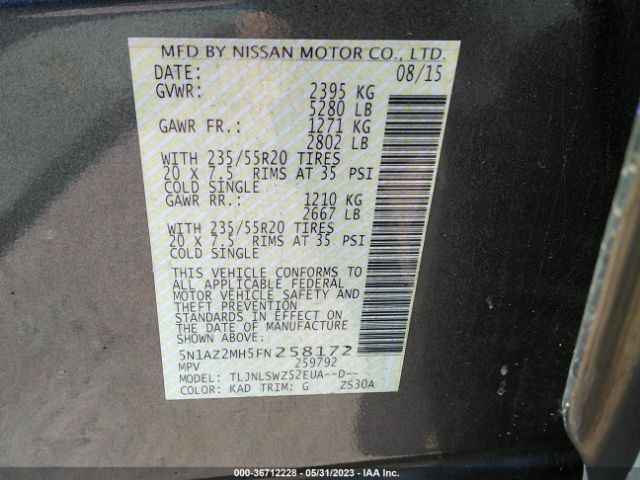 MFD BY NISSAN MOTOR CO., LTD.
DATE: 08/15
GVWR: 2395 KG
5280 LB
GAWR FR.: 1271 KG
2802 LB
WITH 235/55R20 TIRES
20 X 7.5 RIMS AT 35 PSI
COLD SINGLE
GAWR RR.: 1210 KG
2667 LB
WITH 235/55R20 TIRES
20 X 7.5 RIMS AT 35 PSI
COLD SINGLE
THIS VEHICLE CONFORMS TO
ALL APPLICABLE FEDERAL
MOTOR VEHICLE SAFETY AND
THEFT PREVENTION
STANDARDS IN EFFECT ON
THE DATE OF MANUFACTURE
SHOWN ABOVE.
5N1AZ2MH5FN258172
MPV 259792
MODEL: TLJNLSWZ52EUA--D--
COLOR: KAD TRIM: G ZS30A
000-36712228 - 05/31/2023 - IAA Inc.